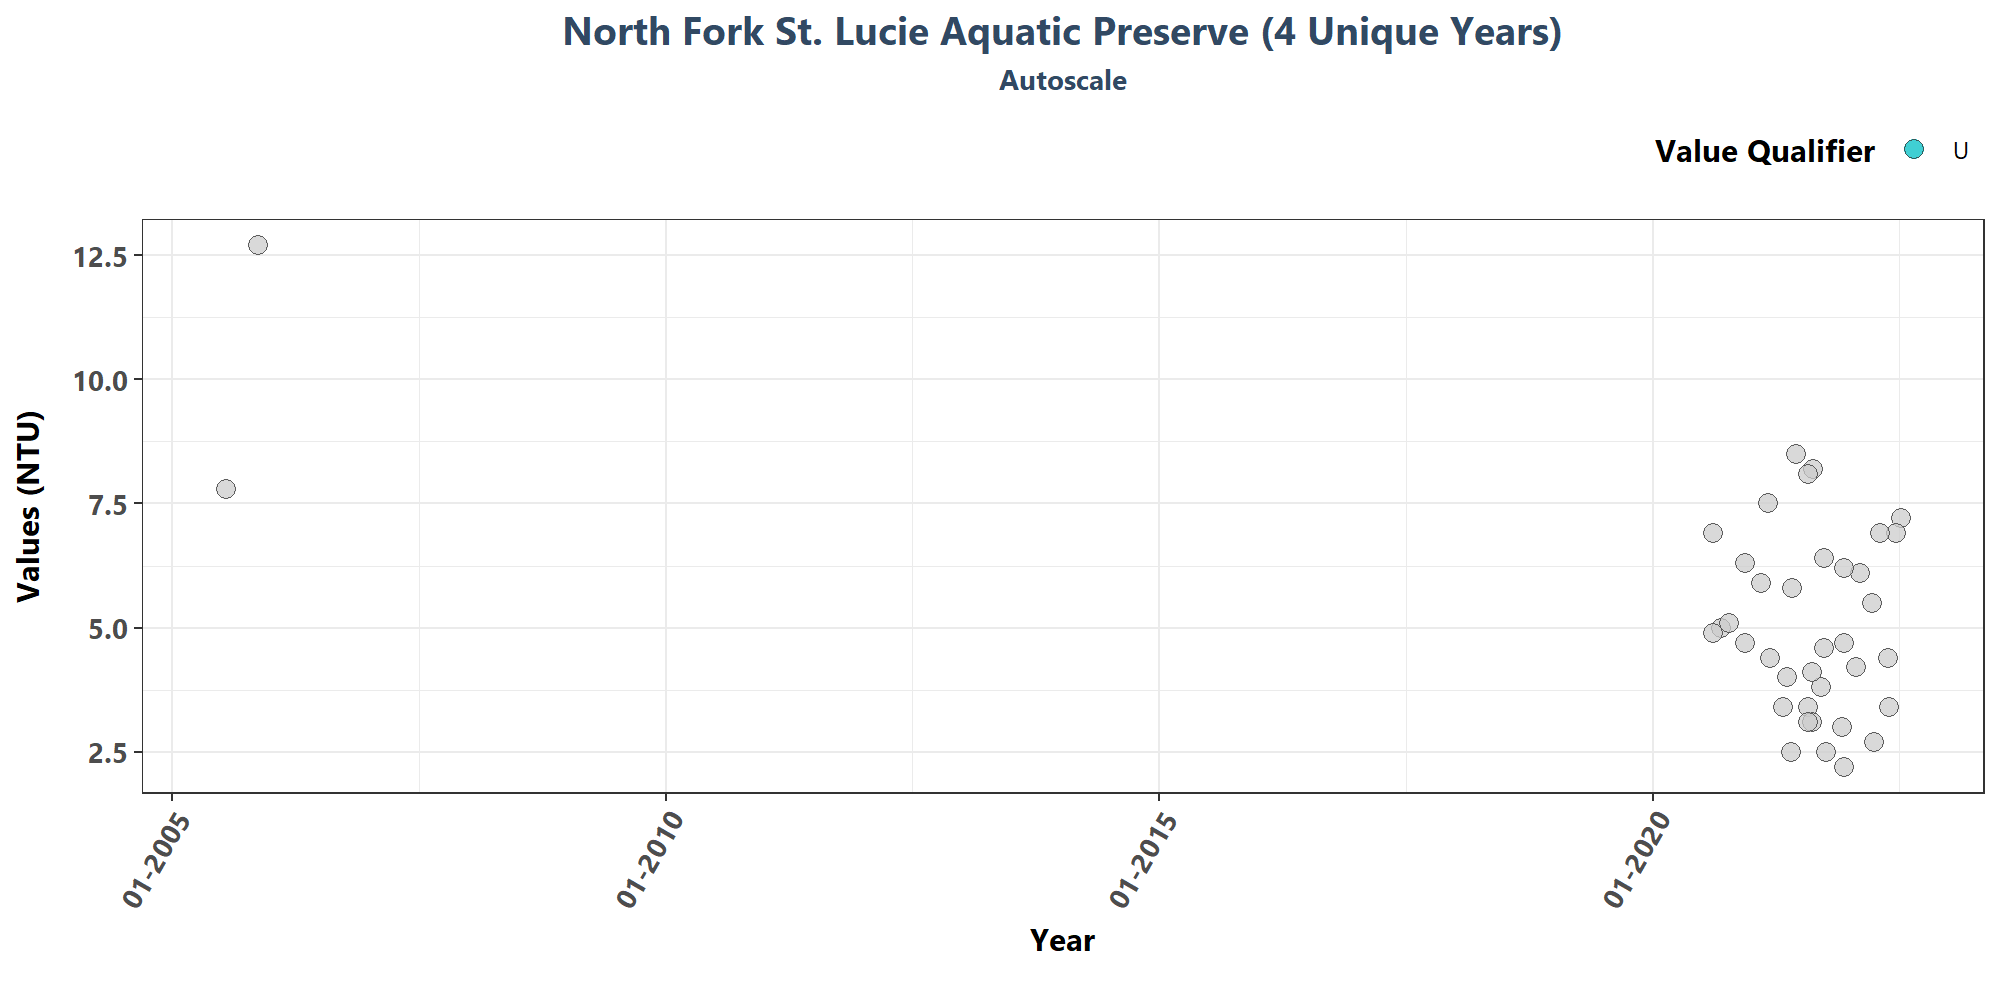 North Fork St. Lucie Aquatic Preserve (4 Unique Years)
Autoscale
Value Qualifier U
Values (NTU)
12.5
10.0
7.5
5.0
2.5
01-2005 01-2010 01-2015 01-2020
Year